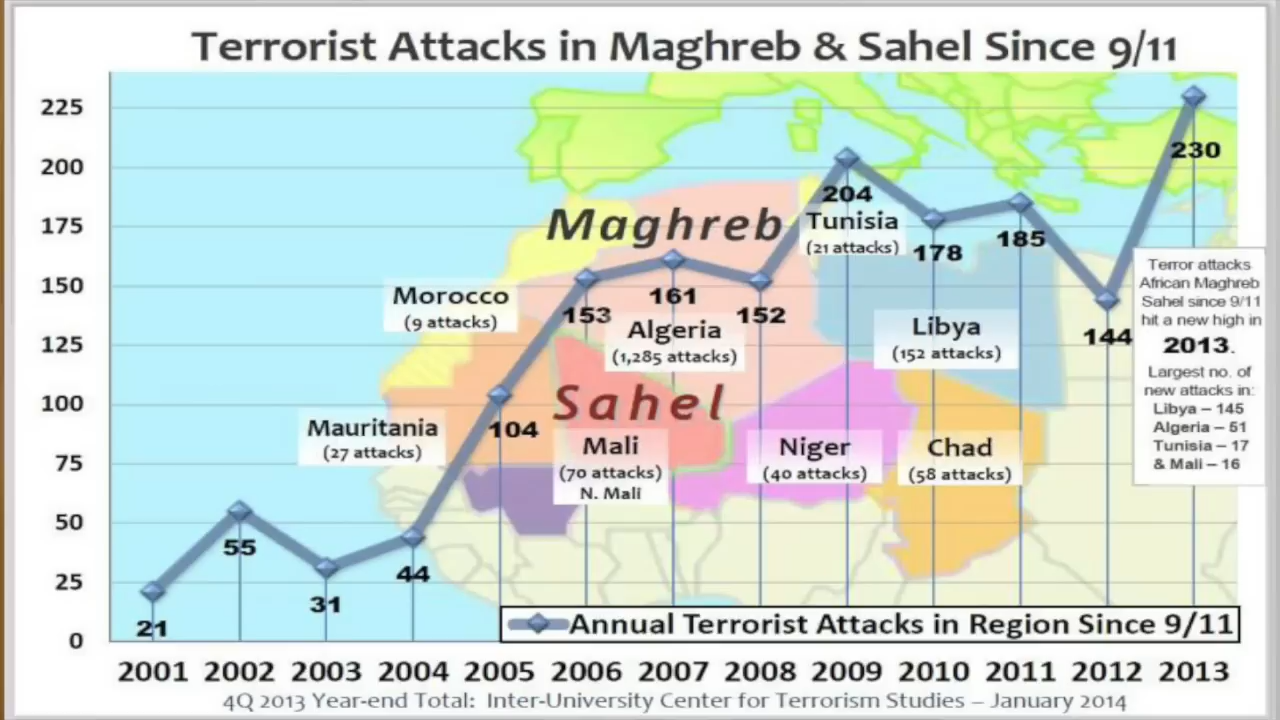 Terrorist Attacks in Maghreb & Sahel Since 9/11
225
200
175
150
125
100
75
50
25
0
21
55
31
44
104
153
161
152
204
178
185
144
230
Maghreb
Sahel
Morocco
(9 attacks)
Mauritania
(27 attacks)
Algeria
(1,285 attacks)
Mali
(70 attacks)
N. Mali
Tunisia
(21 attacks)
Libya
(152 attacks)
Niger
(40 attacks)
Chad
(58 attacks)
Terror attacks
African Maghreb
Sahel since 9/11
hit a new high in
2013.
Largest no. of
new attacks in:
Libya – 145
Algeria – 51
Tunisia – 17
& Mali – 16
Annual Terrorist Attacks in Region Since 9/11
2001 2002 2003 2004 2005 2006 2007 2008 2009 2010 2011 2012 2013
4Q 2013 Year-end Total: Inter-University Center for Terrorism Studies – January 2014